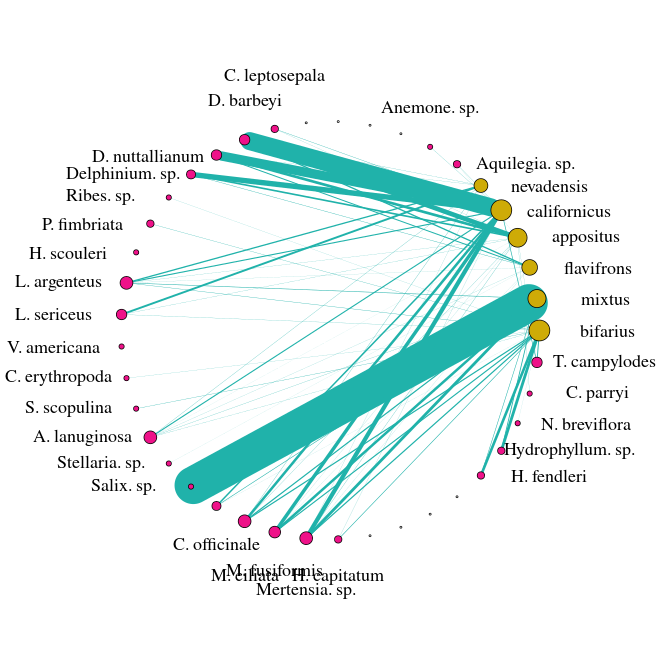 C. leptosepala
D. barbeyi
Anemone. sp.
D. nuttallianum
Aquilegia. sp.
Delphinium. sp.
nevadensis
Ribes. sp.
californicus
P. fimbriata
appositus
H. scouleri
flavifrons
L. argenteus
mixtus
L. sericeus
bifarius
V. americana
T. campylodes
C. erythropoda
C. parryi
S. scopulina
N. breviflora
A. lanuginosa
Hydrophyllum. sp.
Stellaria. sp.
H. fendleri
Salix. sp.
C. officinale
M. fusiformis
M. ciliata
H. capitatum
Mertensia. sp.